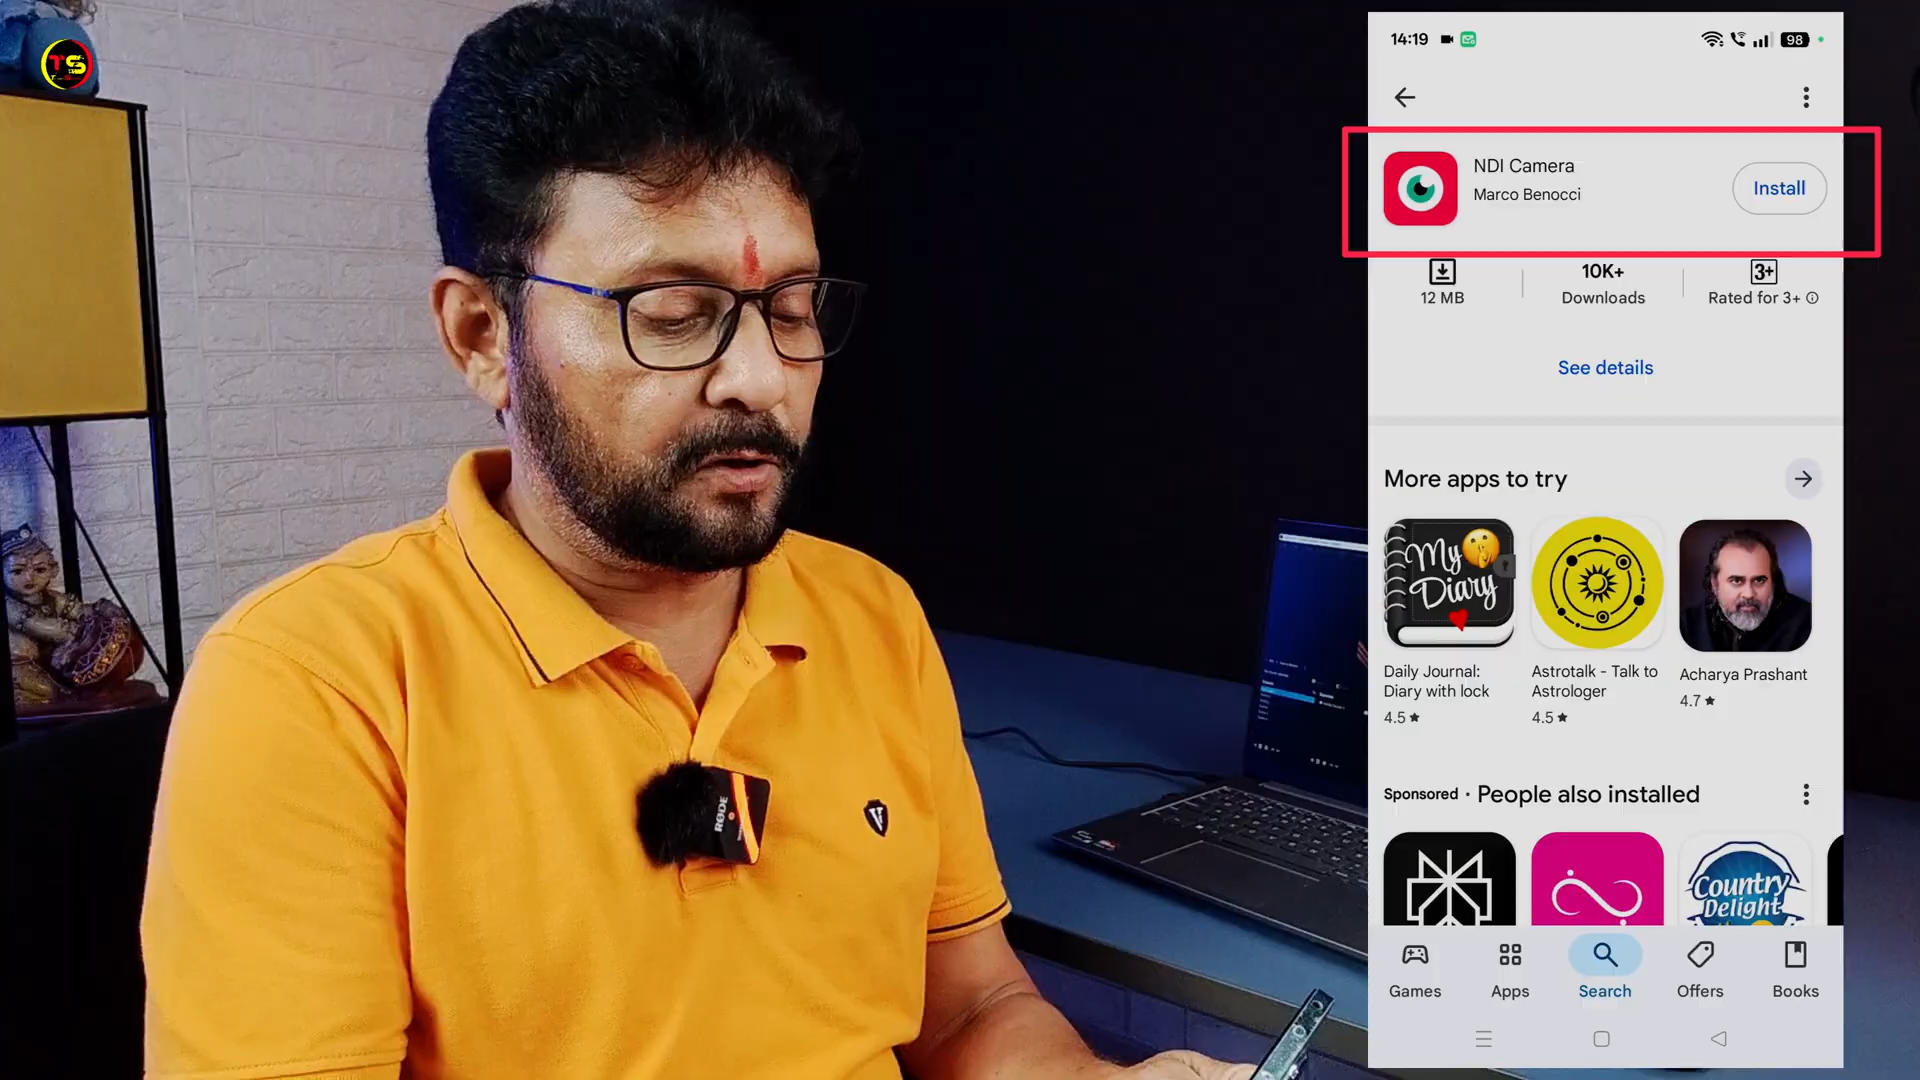 TS
14:19
98
NDI Camera
Marco Benocci
Install
12 MB
10K+
Downloads
3+
Rated for 3+
See details
More apps to try
My
Diary
Daily Journal:
Diary with lock
4.5 ★
Astrotalk - Talk to
Astrologer
4.5 ★
Acharya Prashant
4.7 ★
Sponsored · People also installed
Country
Delight
Games
Apps
Search
Offers
Books
RØDE